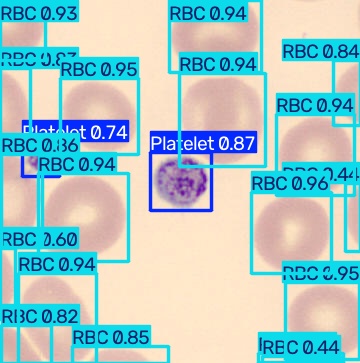 RBC 0.93
RBC 0.94
RBC 0.84
RBC 0.95
RBC 0.94
RBC 0.94
Platelet 0.74
Platelet 0.87
RBC 0.86
RBC 0.94
0.44
RBC 0.96
RBC 0.60
RBC 0.94
RBC 0.95
RBC 0.82
RBC 0.85
RBC 0.44